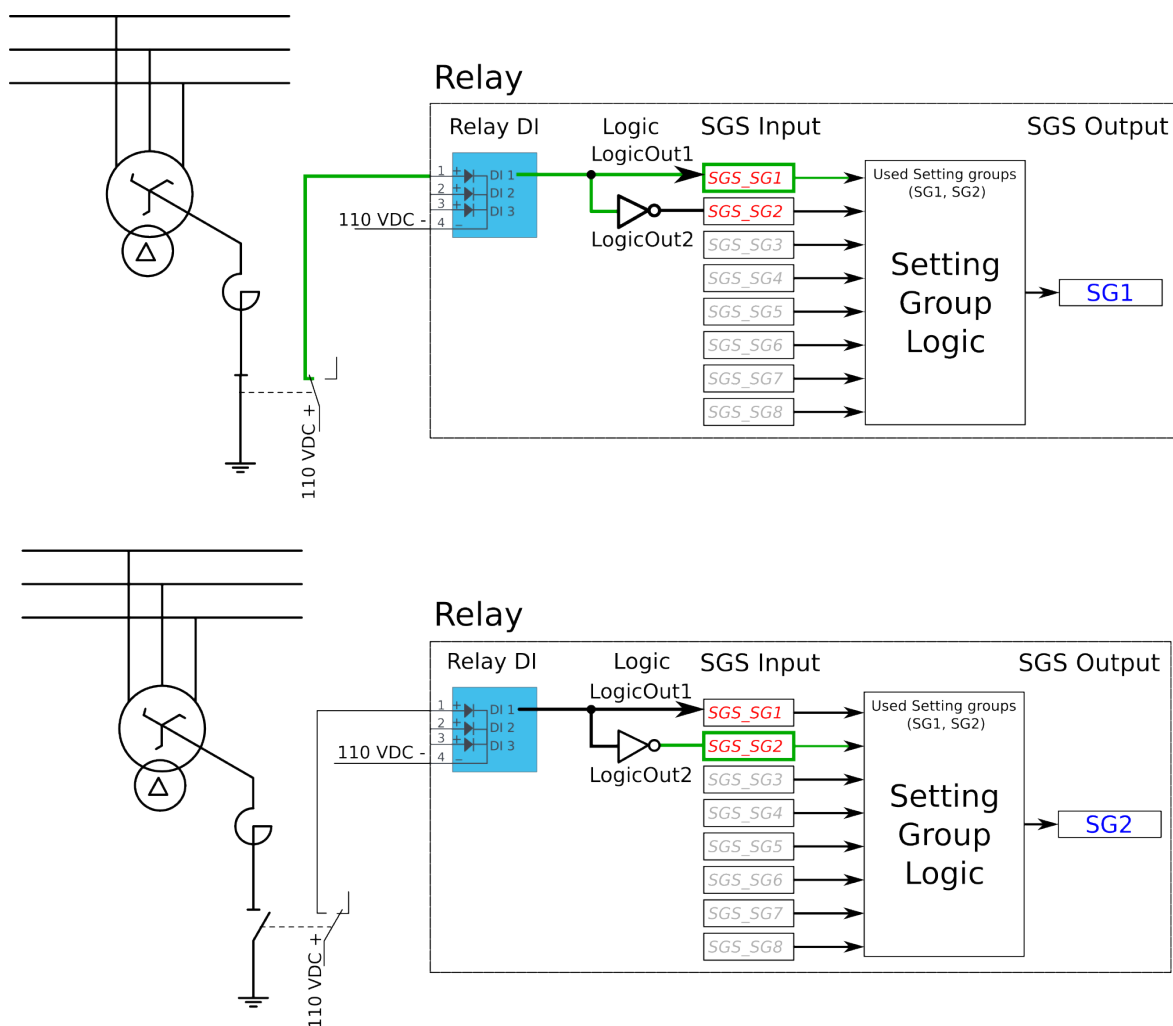 Relay
Relay DI
Logic
SGS Input
SGS Output
LogicOut1
1 +
2 +
3 +
4 −
DI 1
DI 2
DI 3
110 VDC -
LogicOut2
110 VDC +
SGS_SG1
SGS_SG2
SGS_SG3
SGS_SG4
SGS_SG5
SGS_SG6
SGS_SG7
SGS_SG8
Used Setting groups
(SG1, SG2)
Setting
Group
Logic
SG1
Relay
Relay DI
Logic
SGS Input
SGS Output
LogicOut1
1 +
2 +
3 +
4 −
DI 1
DI 2
DI 3
110 VDC -
LogicOut2
110 VDC +
SGS_SG1
SGS_SG2
SGS_SG3
SGS_SG4
SGS_SG5
SGS_SG6
SGS_SG7
SGS_SG8
Used Setting groups
(SG1, SG2)
Setting
Group
Logic
SG2